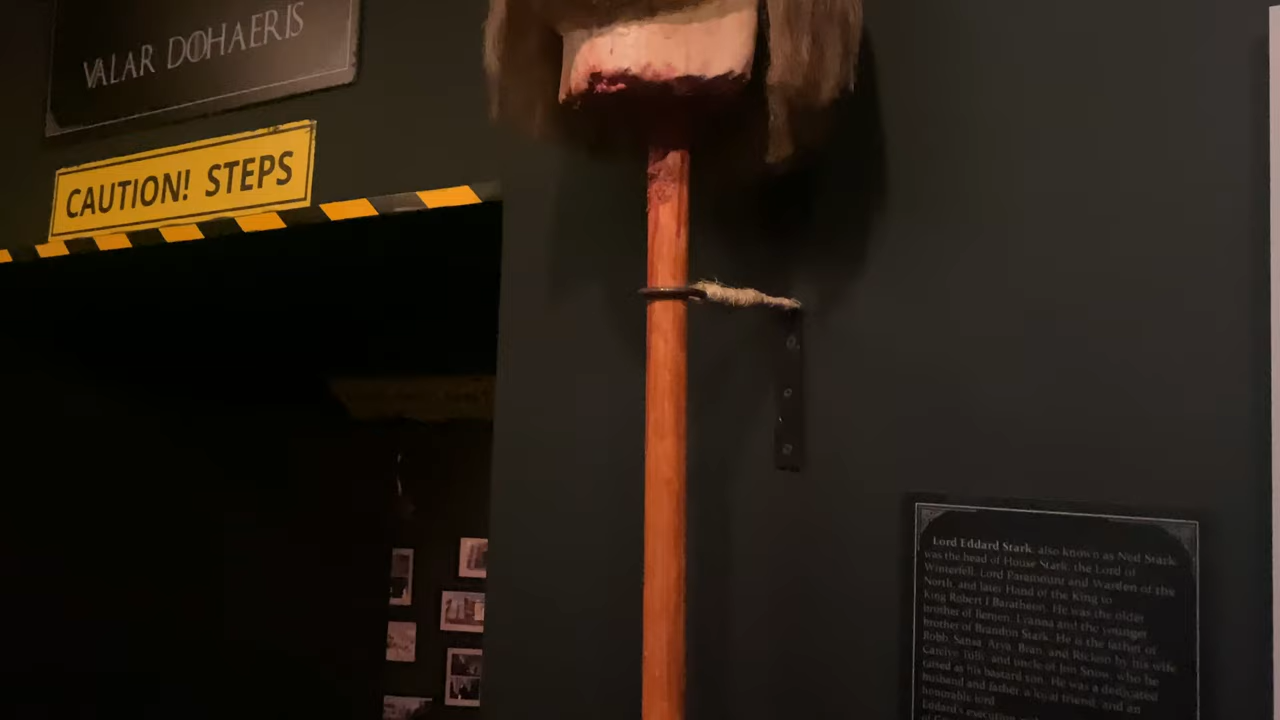 VALAR DOHAERIS
CAUTION! STEPS
Lord Eddard Stark, also known as Ned Stark,
was the head of House Stark, the Lord of
Winterfell, Lord Paramount and Warden of the
North, and later Hand of the King to
King Robert I Baratheon. He was the older
brother of Benjen, Lyanna and the younger
brother of Brandon Stark. He is the father of
Robb, Sansa, Arya, Bran, and Rickon by his wife
Catelyn Tully, and uncle of Jon Snow, who he
raised as his bastard son. He was a dedicated
husband and father, a loyal friend, and an
honorable lord
Eddard's execution